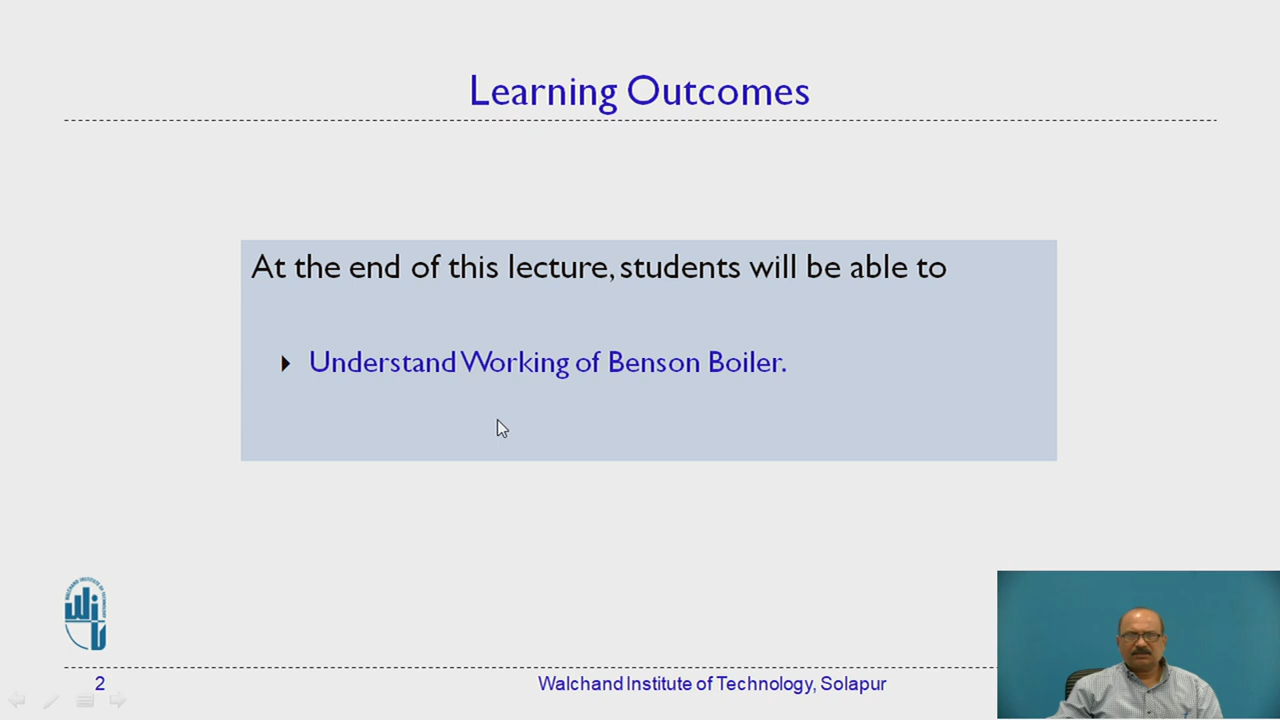 Learning Outcomes
At the end of this lecture, students will be able to
Understand Working of Benson Boiler.
2
Walchand Institute of Technology, Solapur